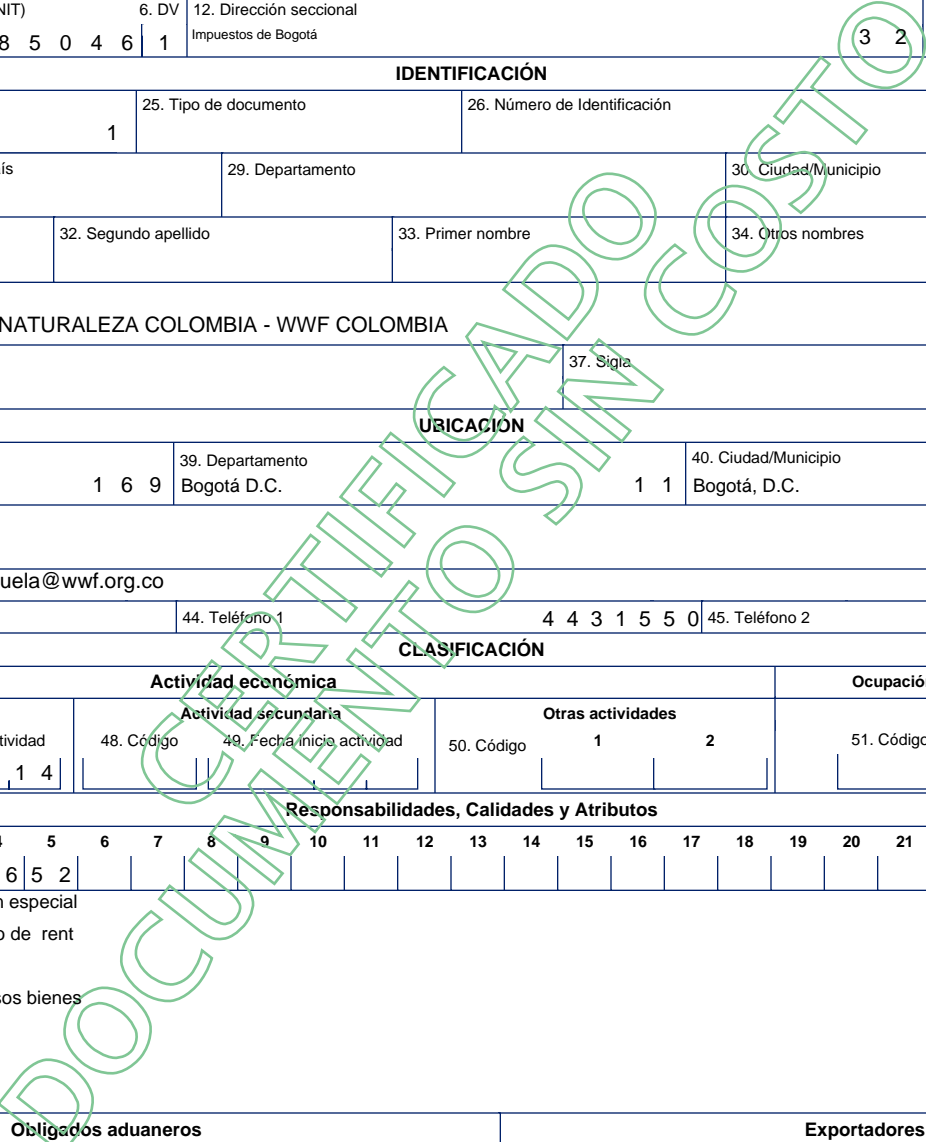 NIT) 6. DV 12. Dirección seccional
8 5 0 4 6 1 Impuestos de Bogotá 3 2
IDENTIFICACIÓN
25. Tipo de documento 26. Número de Identificación
1
ís 29. Departamento 30. Ciudad/Municipio
32. Segundo apellido 33. Primer nombre 34. Otros nombres
NATURALEZA COLOMBIA - WWF COLOMBIA
37. Sigla
UBICACIÓN
39. Departamento 40. Ciudad/Municipio
1 6 9 Bogotá D.C. 1 1 Bogotá, D.C.
uela@wwf.org.co
44. Teléfono 1 4 4 3 1 5 5 0 45. Teléfono 2
CLASIFICACIÓN
Actividad económica Ocupació
Actividad secundaria Otras actividades
tividad 48. Código 49. Fecha inicio actividad 50. Código 1 2 51. Código
1 4
Responsabilidades, Calidades y Atributos
5 6 7 8 9 10 11 12 13 14 15 16 17 18 19 20 21
6 5 2
n especial
o de rent
sos bienes
Obligados aduaneros Exportadores
CERTIFICADO
DOCUMENTO SIN COSTO